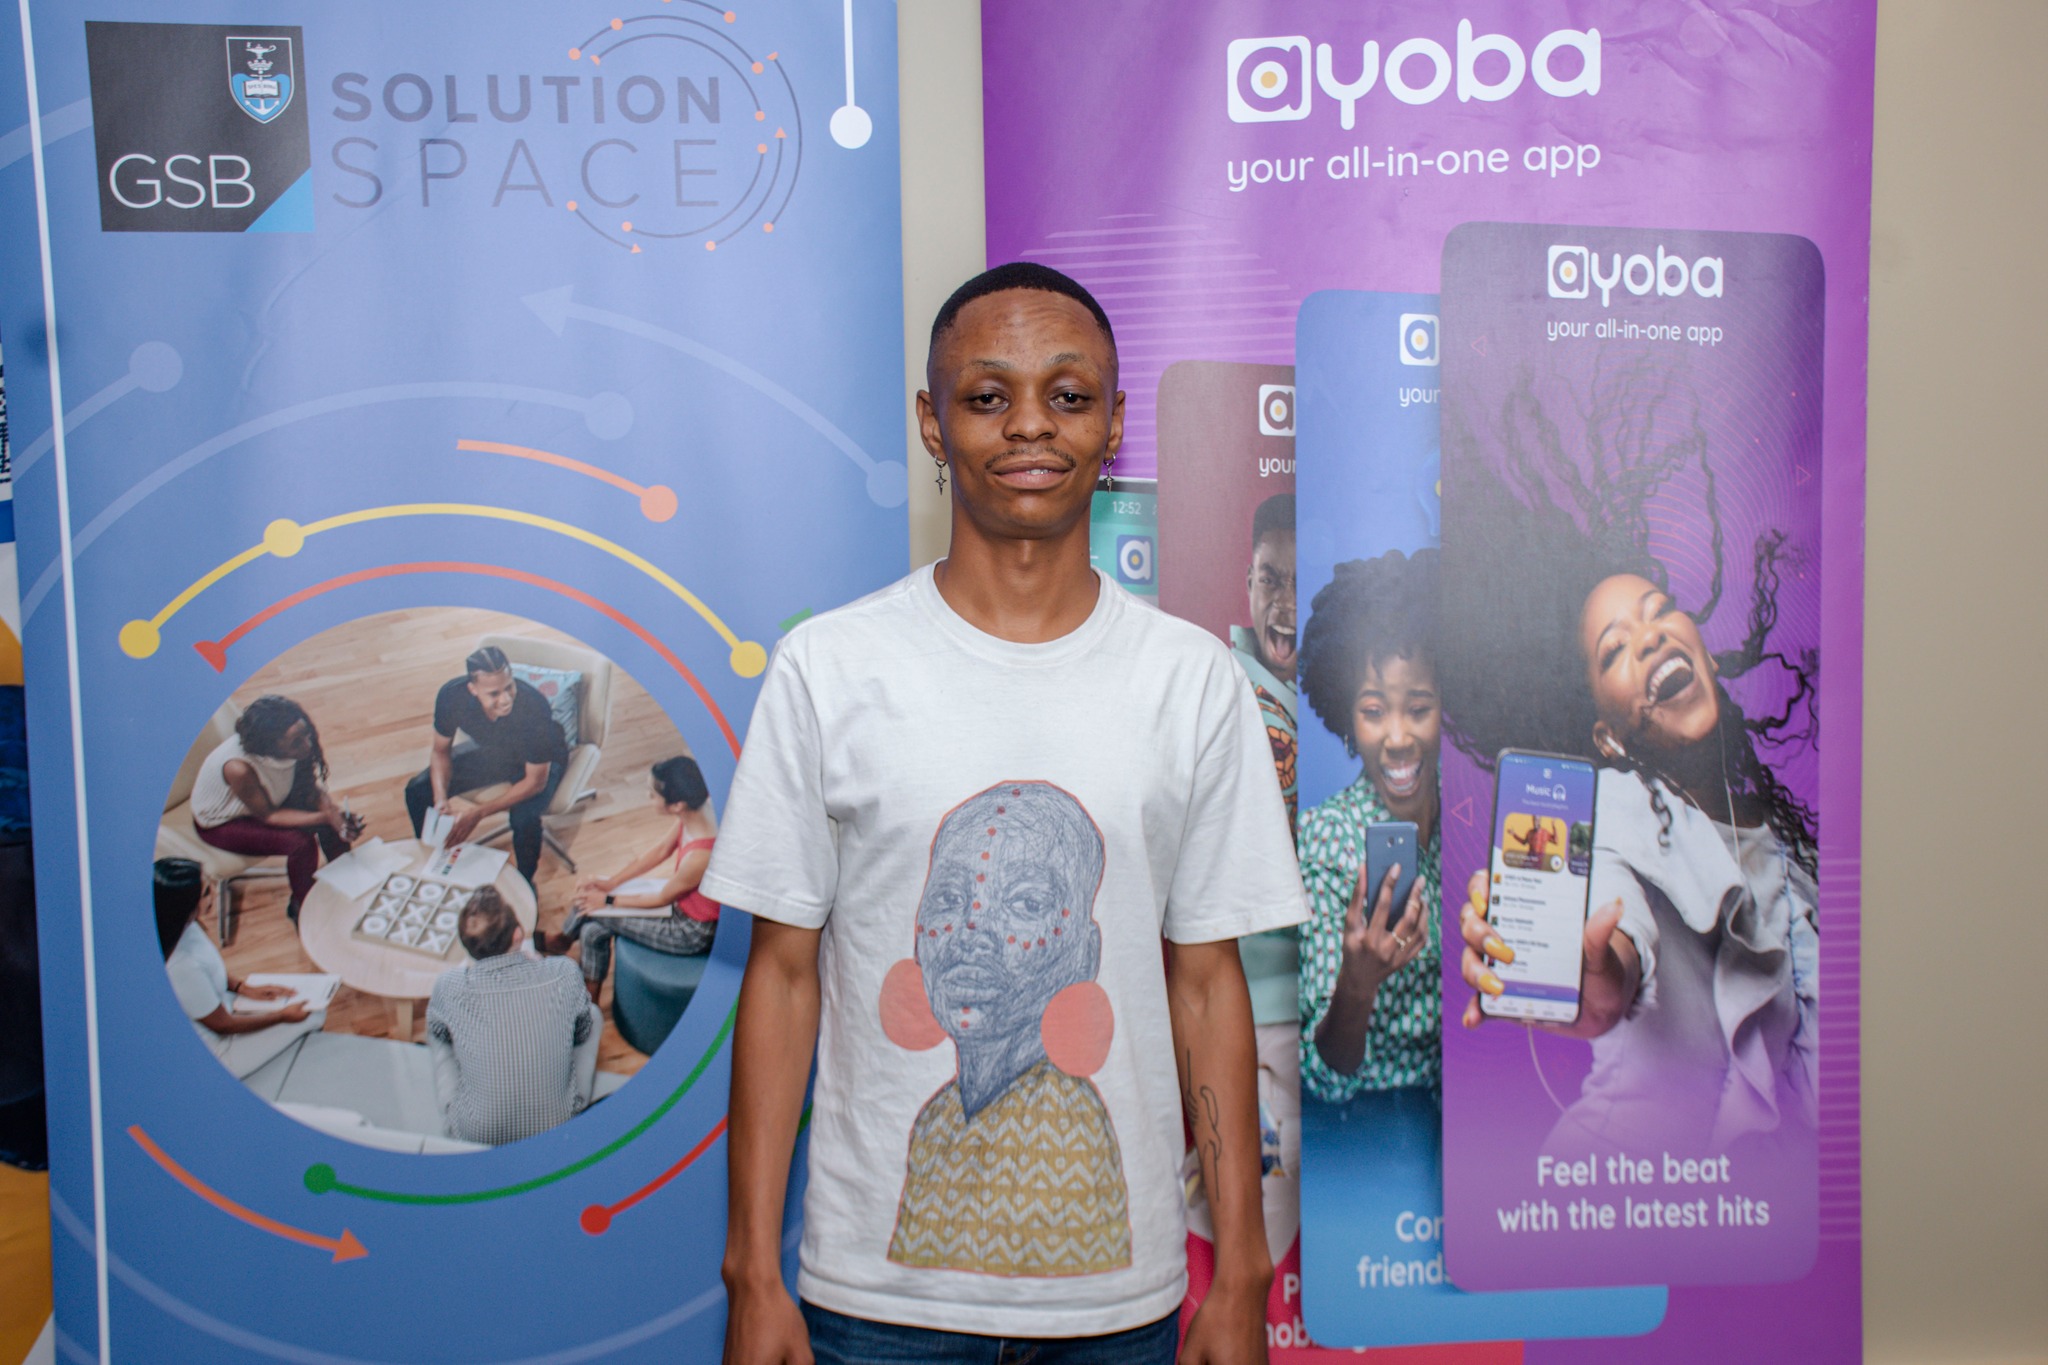 GSB
SOLUTION
SPACE
ayoba
your all-in-one app
ayoba
your all-in-one app
a
your
a
your
12:52
a
Music
Feel the beat
with the latest hits
Con
friends
P